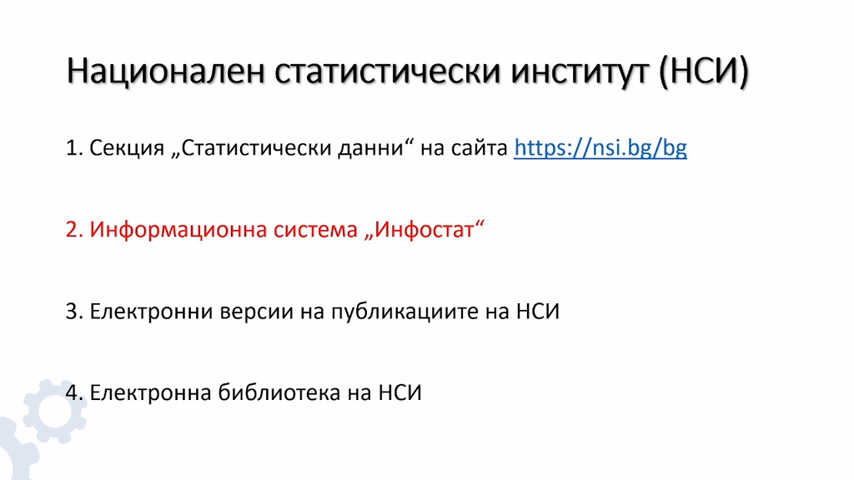 Национален статистически институт (НСИ)
1. Секция „Статистически данни“ на сайта https://nsi.bg/bg
2. Информационна система „Инфостат“
3. Електронни версии на публикациите на НСИ
4. Електронна библиотека на НСИ